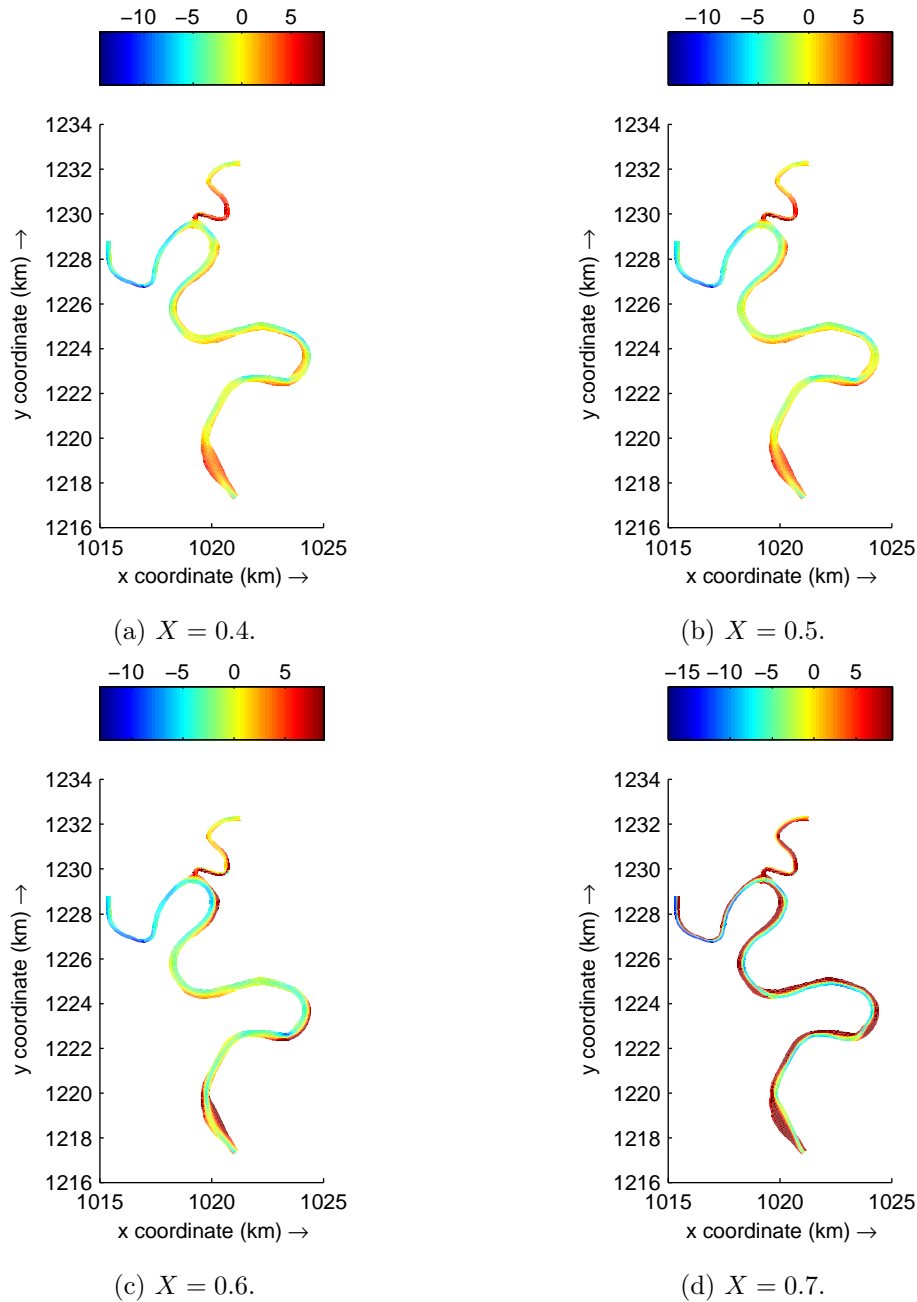 −10 −5 0 5
−10 −5 0 5
1234
1232
1230
1228
1226
1224
1222
1220
1218
1216
1015 1020 1025
x coordinate (km) →
y coordinate (km) →
1234
1232
1230
1228
1226
1224
1222
1220
1218
1216
1015 1020 1025
x coordinate (km) →
y coordinate (km) →
(a) X = 0.4.
(b) X = 0.5.
−10 −5 0 5
−15 −10 −5 0 5
1234
1232
1230
1228
1226
1224
1222
1220
1218
1216
1015 1020 1025
x coordinate (km) →
y coordinate (km) →
1234
1232
1230
1228
1226
1224
1222
1220
1218
1216
1015 1020 1025
x coordinate (km) →
y coordinate (km) →
(c) X = 0.6.
(d) X = 0.7.